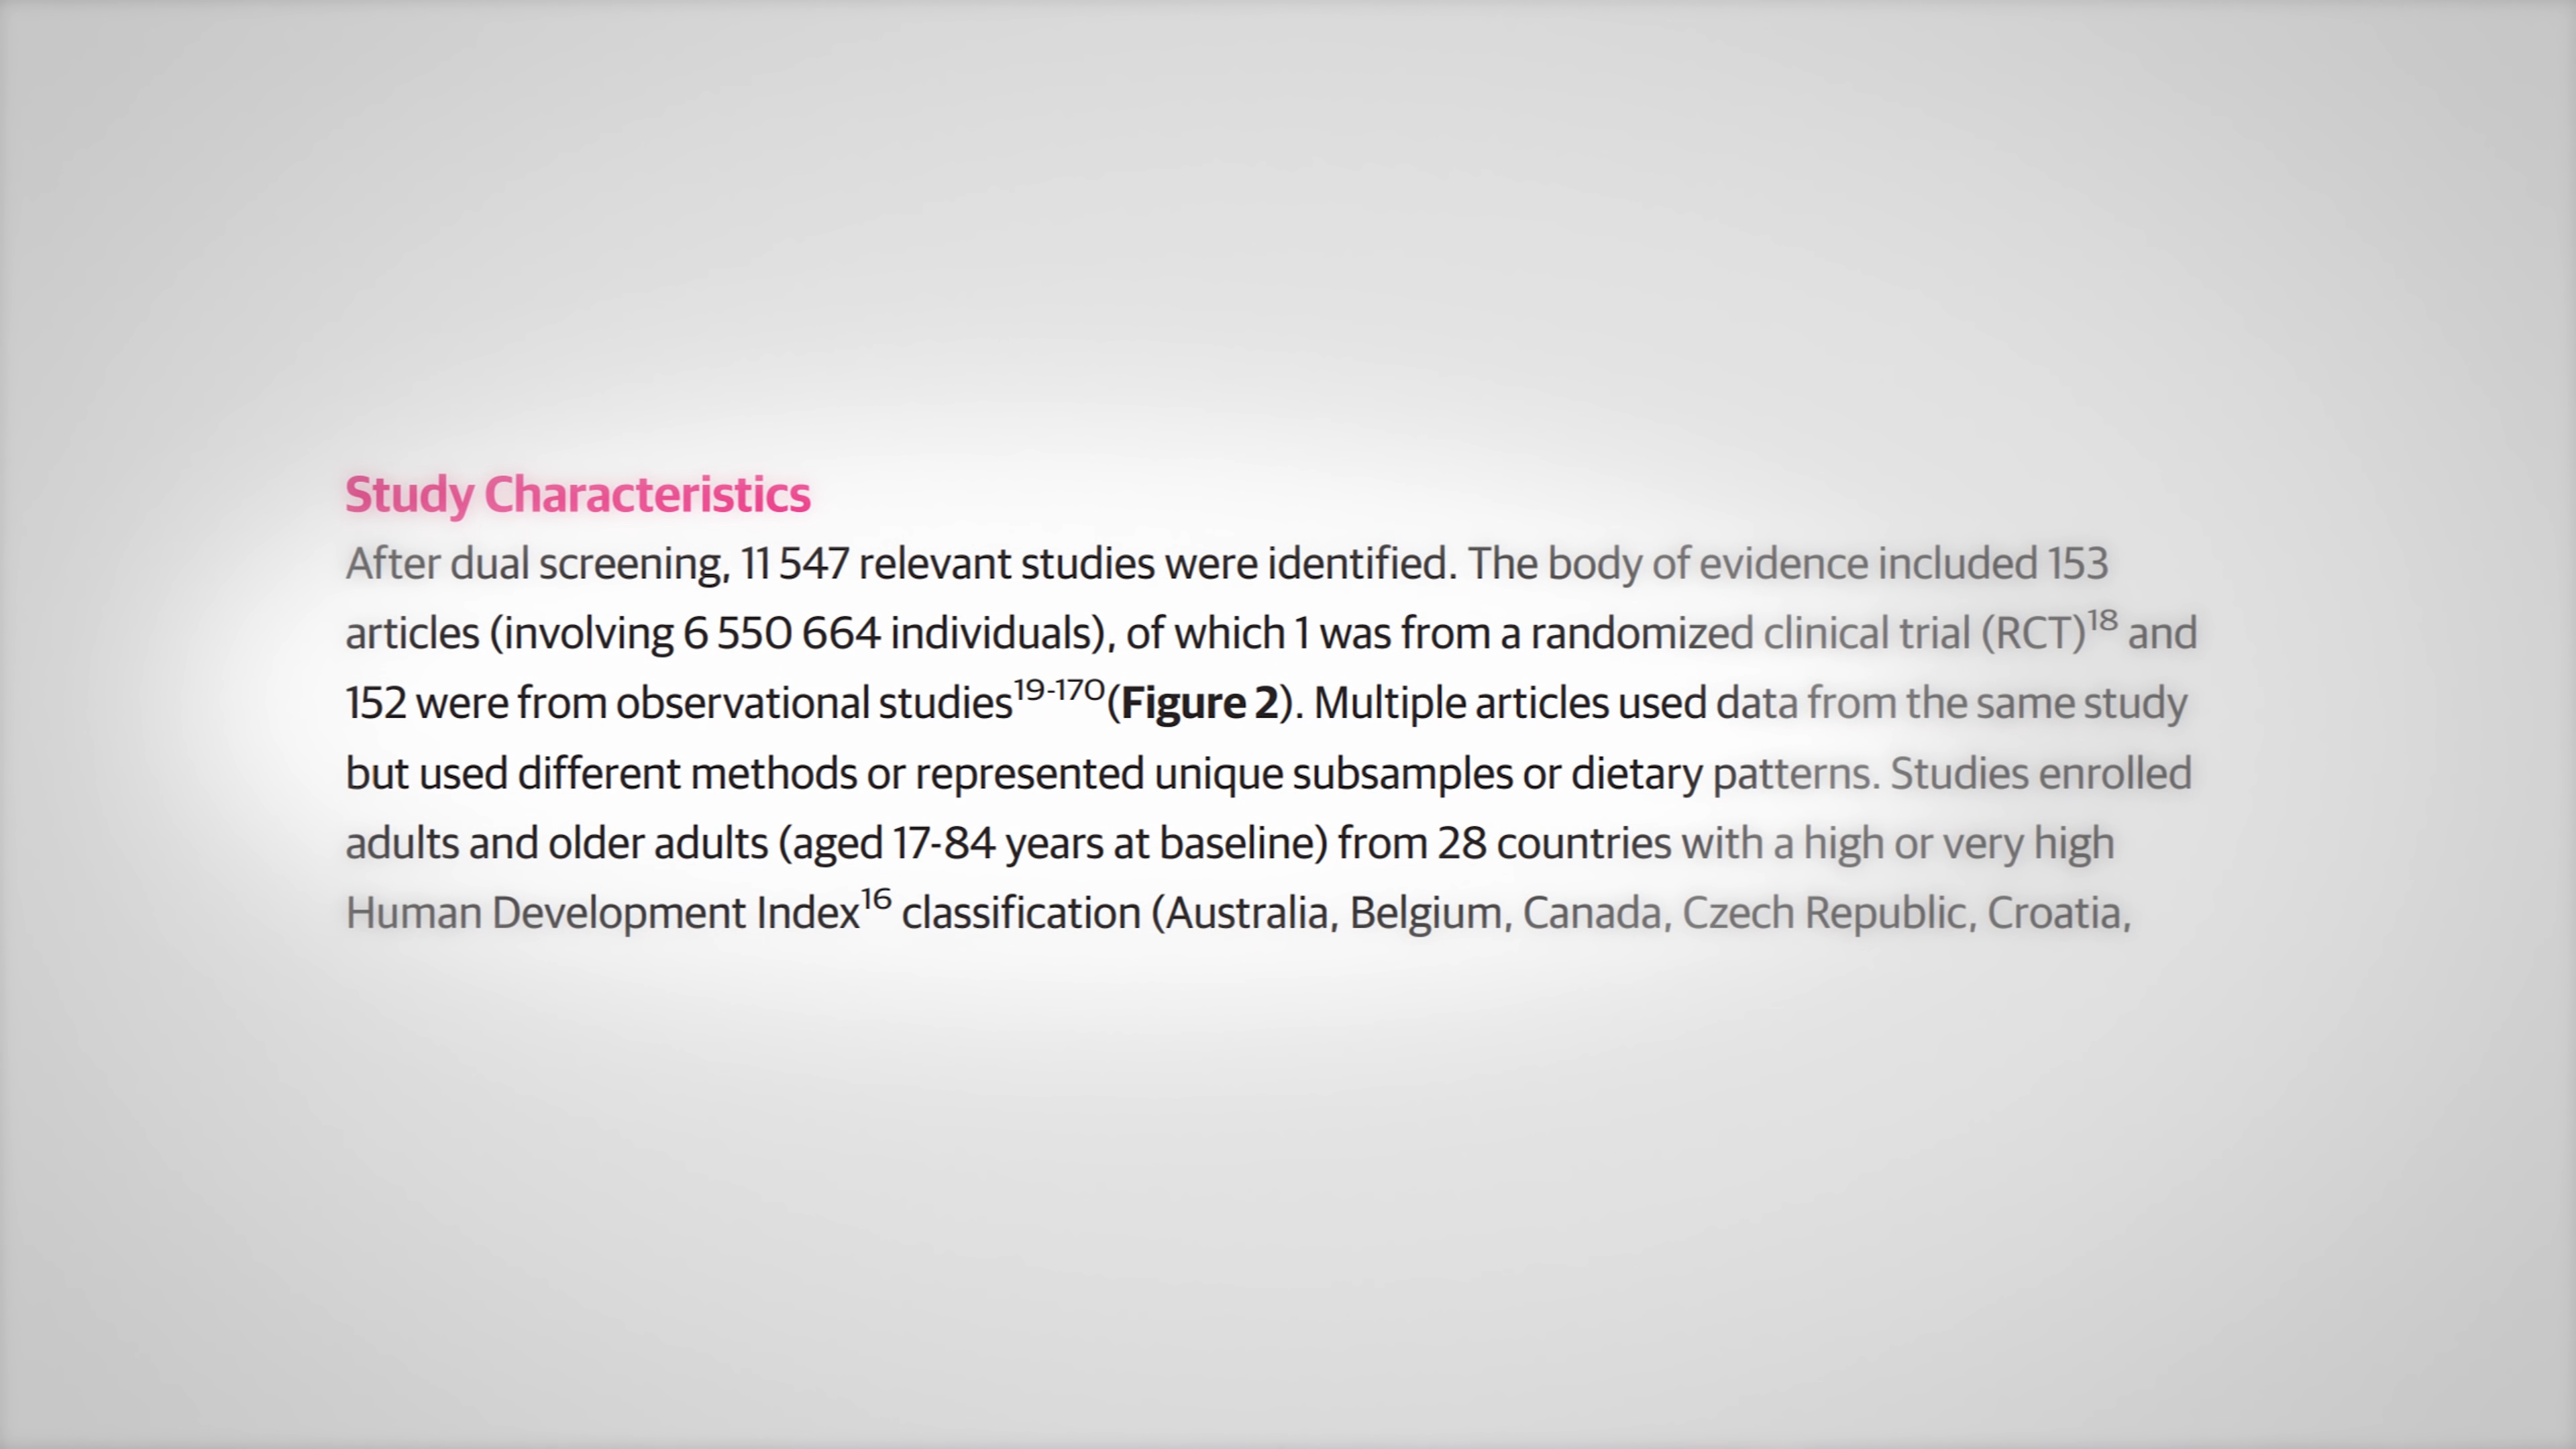 Study Characteristics
After dual screening, 11 547 relevant studies were identified. The body of evidence included 153
articles (involving 6 550 664 individuals), of which 1 was from a randomized clinical trial (RCT)18 and
152 were from observational studies19-170(Figure 2). Multiple articles used data from the same study
but used different methods or represented unique subsamples or dietary patterns. Studies enrolled
adults and older adults (aged 17-84 years at baseline) from 28 countries with a high or very high
Human Development Index16 classification (Australia, Belgium, Canada, Czech Republic, Croatia,